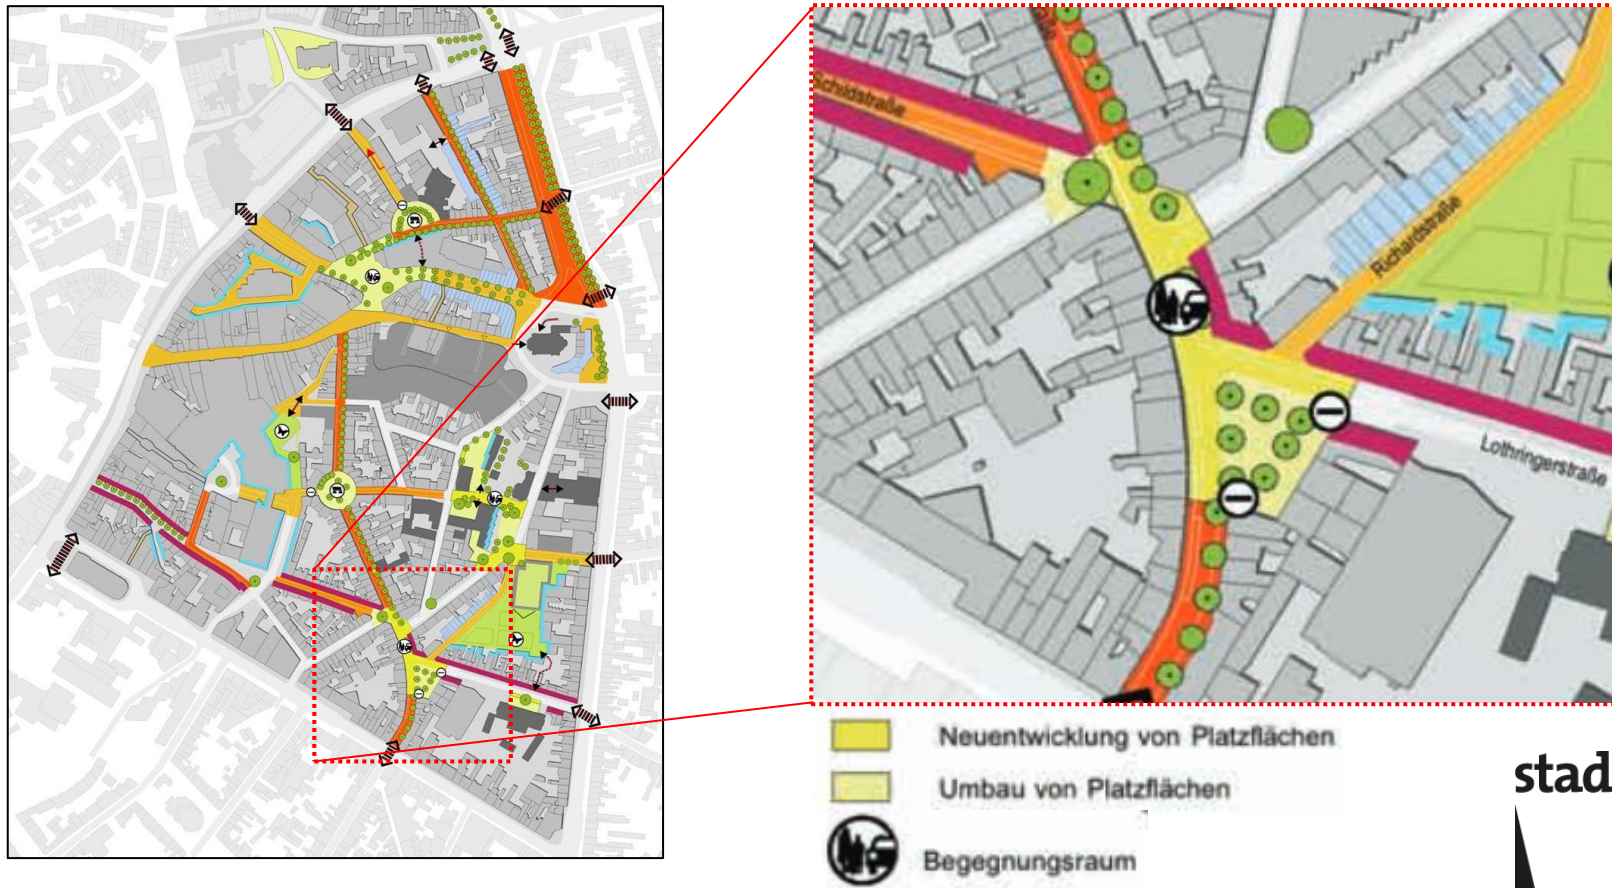 Schildstraße
Richardstraße
Lothringerstraße
Neuentwicklung von Platzflächen
Umbau von Platzflächen
Begegnungsraum
stad